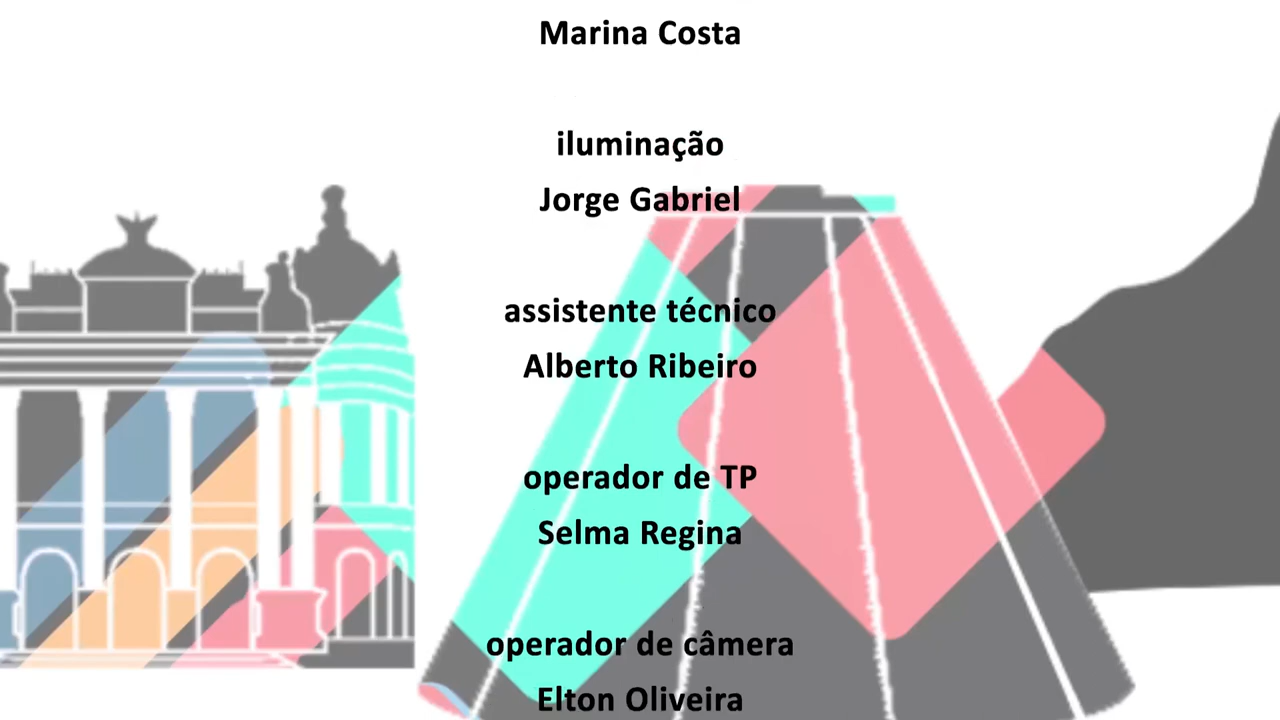 Marina Costa
iluminação
Jorge Gabriel
assistente técnico
Alberto Ribeiro
operador de TP
Selma Regina
operador de câmera
Elton Oliveira